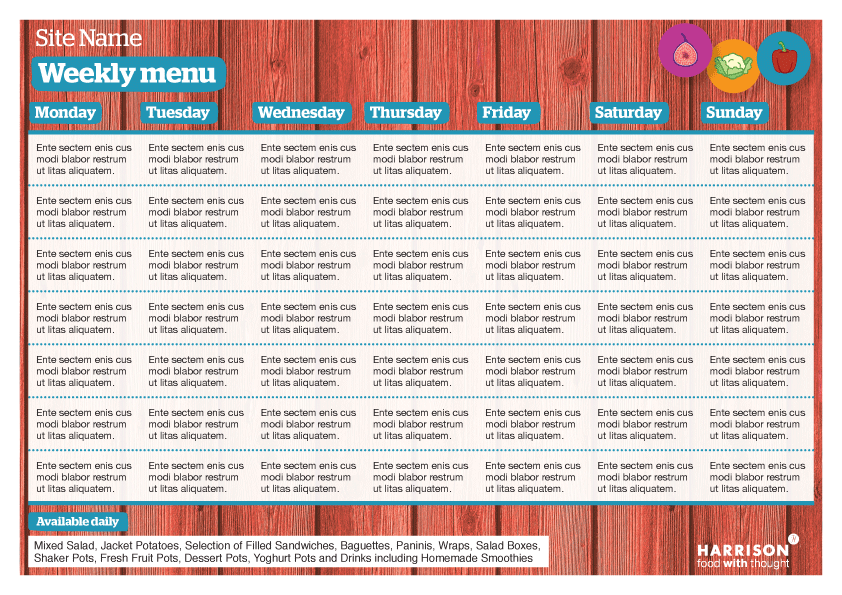 Site Name
Weekly menu
Monday Tuesday Wednesday Thursday Friday Saturday Sunday
Ente sectem enis cus Ente sectem enis cus Ente sectem enis cus Ente sectem enis cus Ente sectem enis cus Ente sectem enis cus Ente sectem enis cus
modi blabor restrum modi blabor restrum modi blabor restrum modi blabor restrum modi blabor restrum modi blabor restrum modi blabor restrum
ut litas aliquatem. ut litas aliquatem. ut litas aliquatem. ut litas aliquatem. ut litas aliquatem. ut litas aliquatem. ut litas aliquatem.
Ente sectem enis cus Ente sectem enis cus Ente sectem enis cus Ente sectem enis cus Ente sectem enis cus Ente sectem enis cus Ente sectem enis cus
modi blabor restrum modi blabor restrum modi blabor restrum modi blabor restrum modi blabor restrum modi blabor restrum modi blabor restrum
ut litas aliquatem. ut litas aliquatem. ut litas aliquatem. ut litas aliquatem. ut litas aliquatem. ut litas aliquatem. ut litas aliquatem.
Ente sectem enis cus Ente sectem enis cus Ente sectem enis cus Ente sectem enis cus Ente sectem enis cus Ente sectem enis cus Ente sectem enis cus
modi blabor restrum modi blabor restrum modi blabor restrum modi blabor restrum modi blabor restrum modi blabor restrum modi blabor restrum
ut litas aliquatem. ut litas aliquatem. ut litas aliquatem. ut litas aliquatem. ut litas aliquatem. ut litas aliquatem. ut litas aliquatem.
Ente sectem enis cus Ente sectem enis cus Ente sectem enis cus Ente sectem enis cus Ente sectem enis cus Ente sectem enis cus Ente sectem enis cus
modi blabor restrum modi blabor restrum modi blabor restrum modi blabor restrum modi blabor restrum modi blabor restrum modi blabor restrum
ut litas aliquatem. ut litas aliquatem. ut litas aliquatem. ut litas aliquatem. ut litas aliquatem. ut litas aliquatem. ut litas aliquatem.
Ente sectem enis cus Ente sectem enis cus Ente sectem enis cus Ente sectem enis cus Ente sectem enis cus Ente sectem enis cus Ente sectem enis cus
modi blabor restrum modi blabor restrum modi blabor restrum modi blabor restrum modi blabor restrum modi blabor restrum modi blabor restrum
ut litas aliquatem. ut litas aliquatem. ut litas aliquatem. ut litas aliquatem. ut litas aliquatem. ut litas aliquatem. ut litas aliquatem.
Ente sectem enis cus Ente sectem enis cus Ente sectem enis cus Ente sectem enis cus Ente sectem enis cus Ente sectem enis cus Ente sectem enis cus
modi blabor restrum modi blabor restrum modi blabor restrum modi blabor restrum modi blabor restrum modi blabor restrum modi blabor restrum
ut litas aliquatem. ut litas aliquatem. ut litas aliquatem. ut litas aliquatem. ut litas aliquatem. ut litas aliquatem. ut litas aliquatem.
Ente sectem enis cus Ente sectem enis cus Ente sectem enis cus Ente sectem enis cus Ente sectem enis cus Ente sectem enis cus Ente sectem enis cus
modi blabor restrum modi blabor restrum modi blabor restrum modi blabor restrum modi blabor restrum modi blabor restrum modi blabor restrum
ut litas aliquatem. ut litas aliquatem. ut litas aliquatem. ut litas aliquatem. ut litas aliquatem. ut litas aliquatem. ut litas aliquatem.
Available daily
Mixed Salad, Jacket Potatoes, Selection of Filled Sandwiches, Baguettes, Paninis, Wraps, Salad Boxes,
Shaker Pots, Fresh Fruit Pots, Dessert Pots, Yoghurt Pots and Drinks including Homemade Smoothies
HARRISON
food with thought